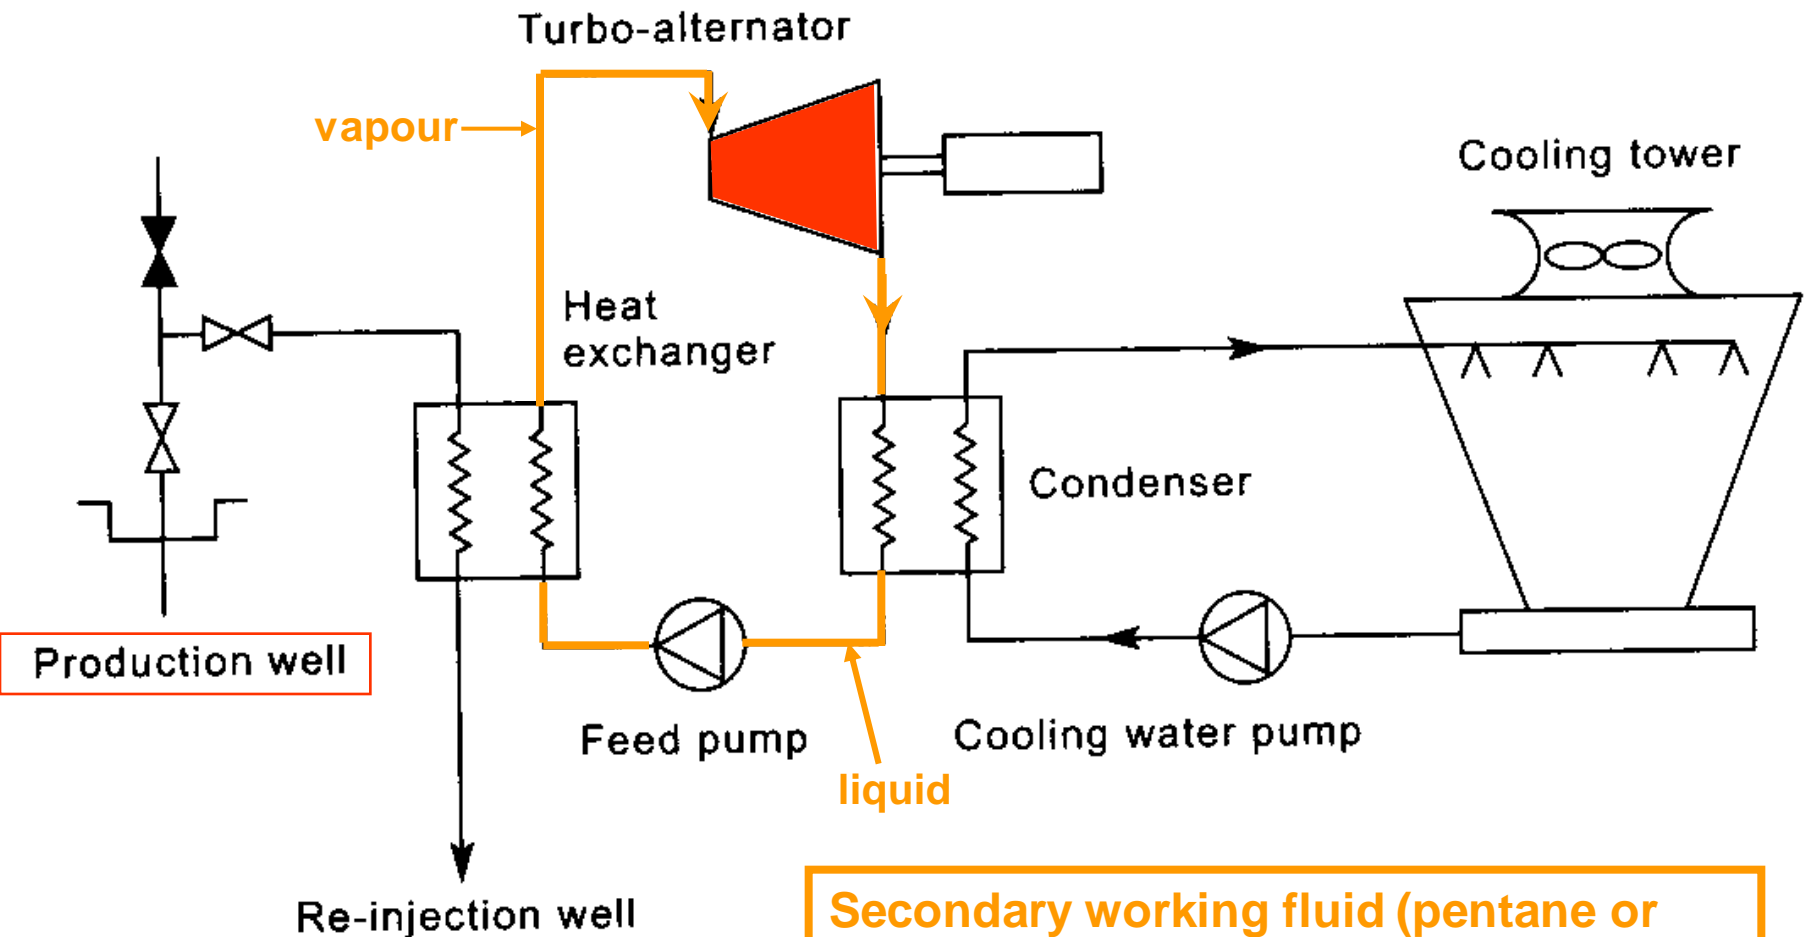 Turbo-alternator
vapour
Cooling tower
Heat
exchanger
Condenser
Production well
Feed pump
Cooling water pump
liquid
Re-injection well
Secondary working fluid (pentane or